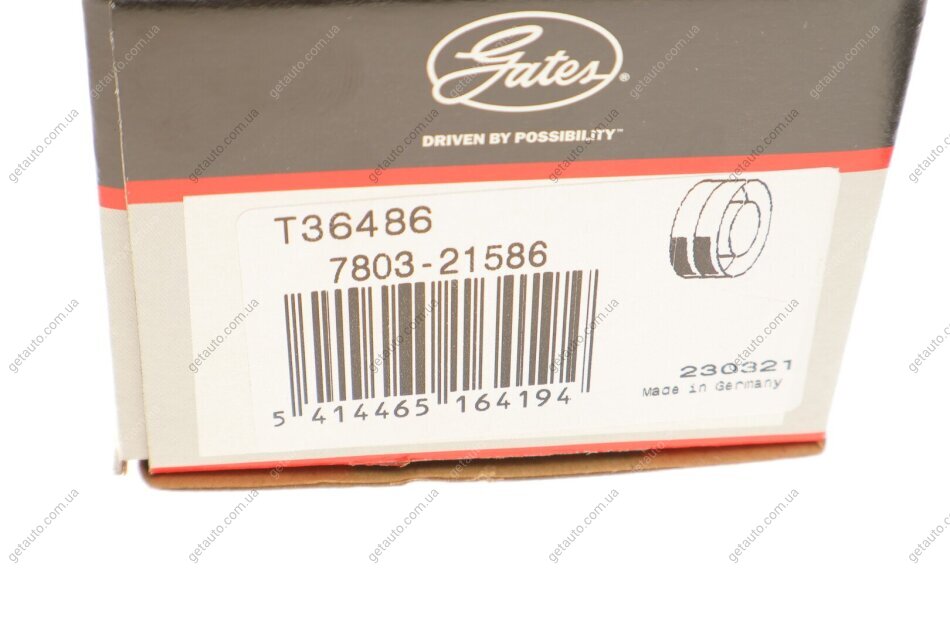 Gates®
DRIVEN BY POSSIBILITY™
T36486
7803-21586
5 414465 164194
230321
Made in Germany
getauto.com.ua